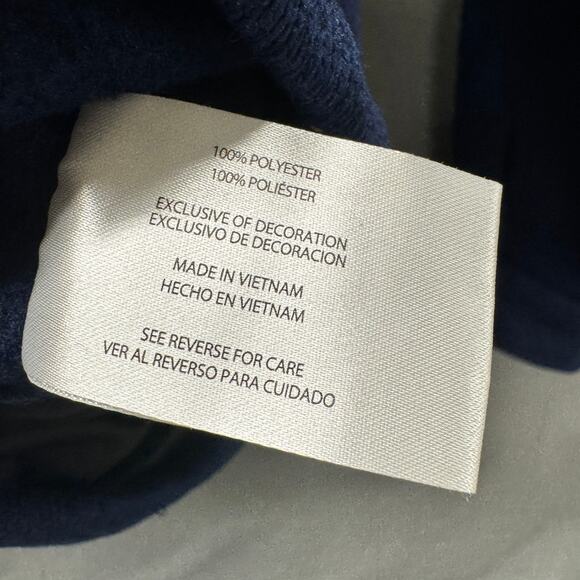 100% POLYESTER
100% POLIÉSTER
EXCLUSIVE OF DECORATION
EXCLUSIVO DE DECORACION
MADE IN VIETNAM
HECHO EN VIETNAM
SEE REVERSE FOR CARE
VER AL REVERSO PARA CUIDADO